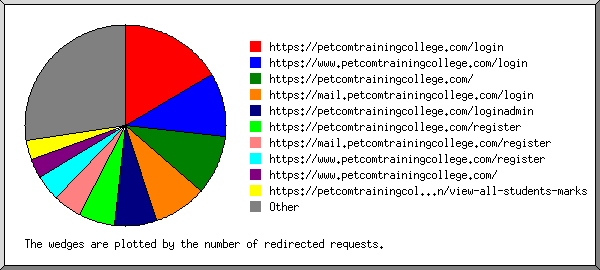 https://petcomtrainingcollege.com/login
https://www.petcomtrainingcollege.com/login
https://petcomtrainingcollege.com/
https://mail.petcomtrainingcollege.com/login
https://petcomtrainingcollege.com/loginadmin
https://petcomtrainingcollege.com/register
https://mail.petcomtrainingcollege.com/register
https://www.petcomtrainingcollege.com/register
https://www.petcomtrainingcollege.com/
https://petcomtrainingcol...n/view-all-students-marks
Other
The wedges are plotted by the number of redirected requests.